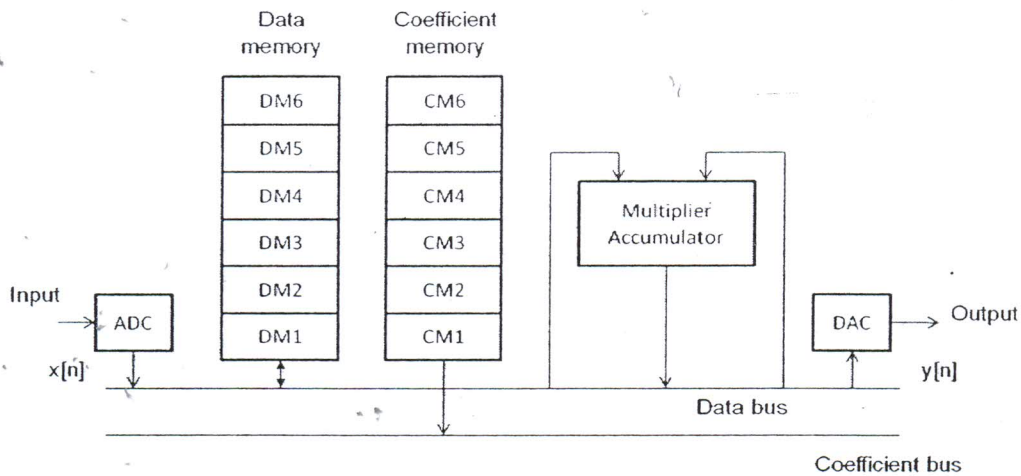 Data
memory
Coefficient
memory
DM6
CM6
DM5
CM5
DM4
CM4
Multiplier
Accumulator
DM3
CM3
DM2
CM2
Input
ADC
DM1
CM1
DAC
Output
x[n]
y[n]
Data bus
Coefficient bus